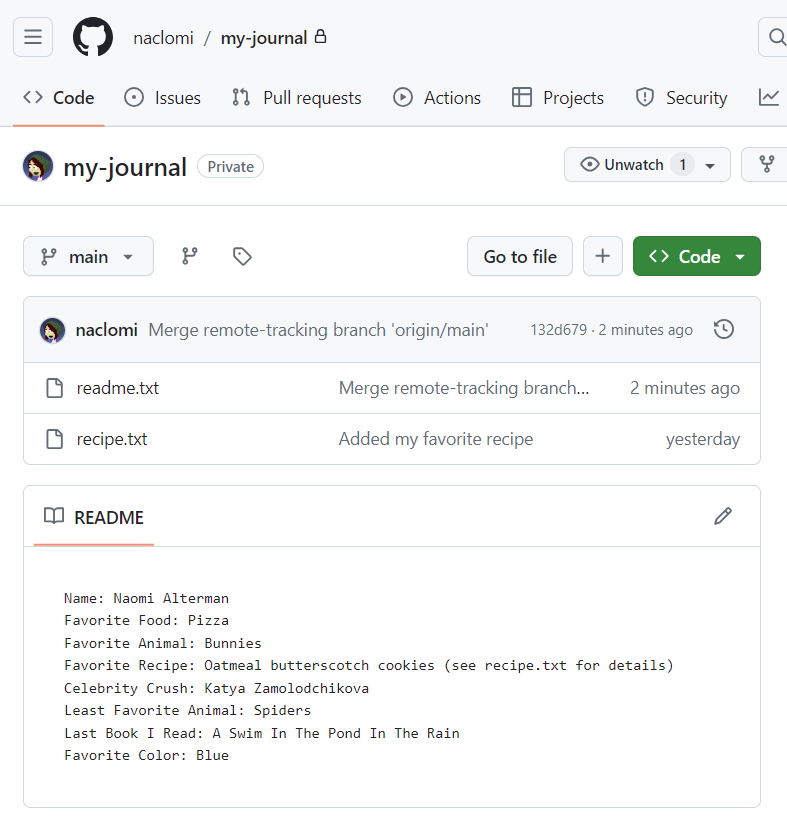 naclomi / my-journal
Code Issues Pull requests Actions Projects Security
my-journal Private Unwatch 1
main Go to file Code
naclomi Merge remote-tracking branch 'origin/main' 132d679 · 2 minutes ago
readme.txt Merge remote-tracking branch… 2 minutes ago
recipe.txt Added my favorite recipe yesterday
README
Name: Naomi Alterman
Favorite Food: Pizza
Favorite Animal: Bunnies
Favorite Recipe: Oatmeal butterscotch cookies (see recipe.txt for details)
Celebrity Crush: Katya Zamolodchikova
Least Favorite Animal: Spiders
Last Book I Read: A Swim In The Pond In The Rain
Favorite Color: Blue